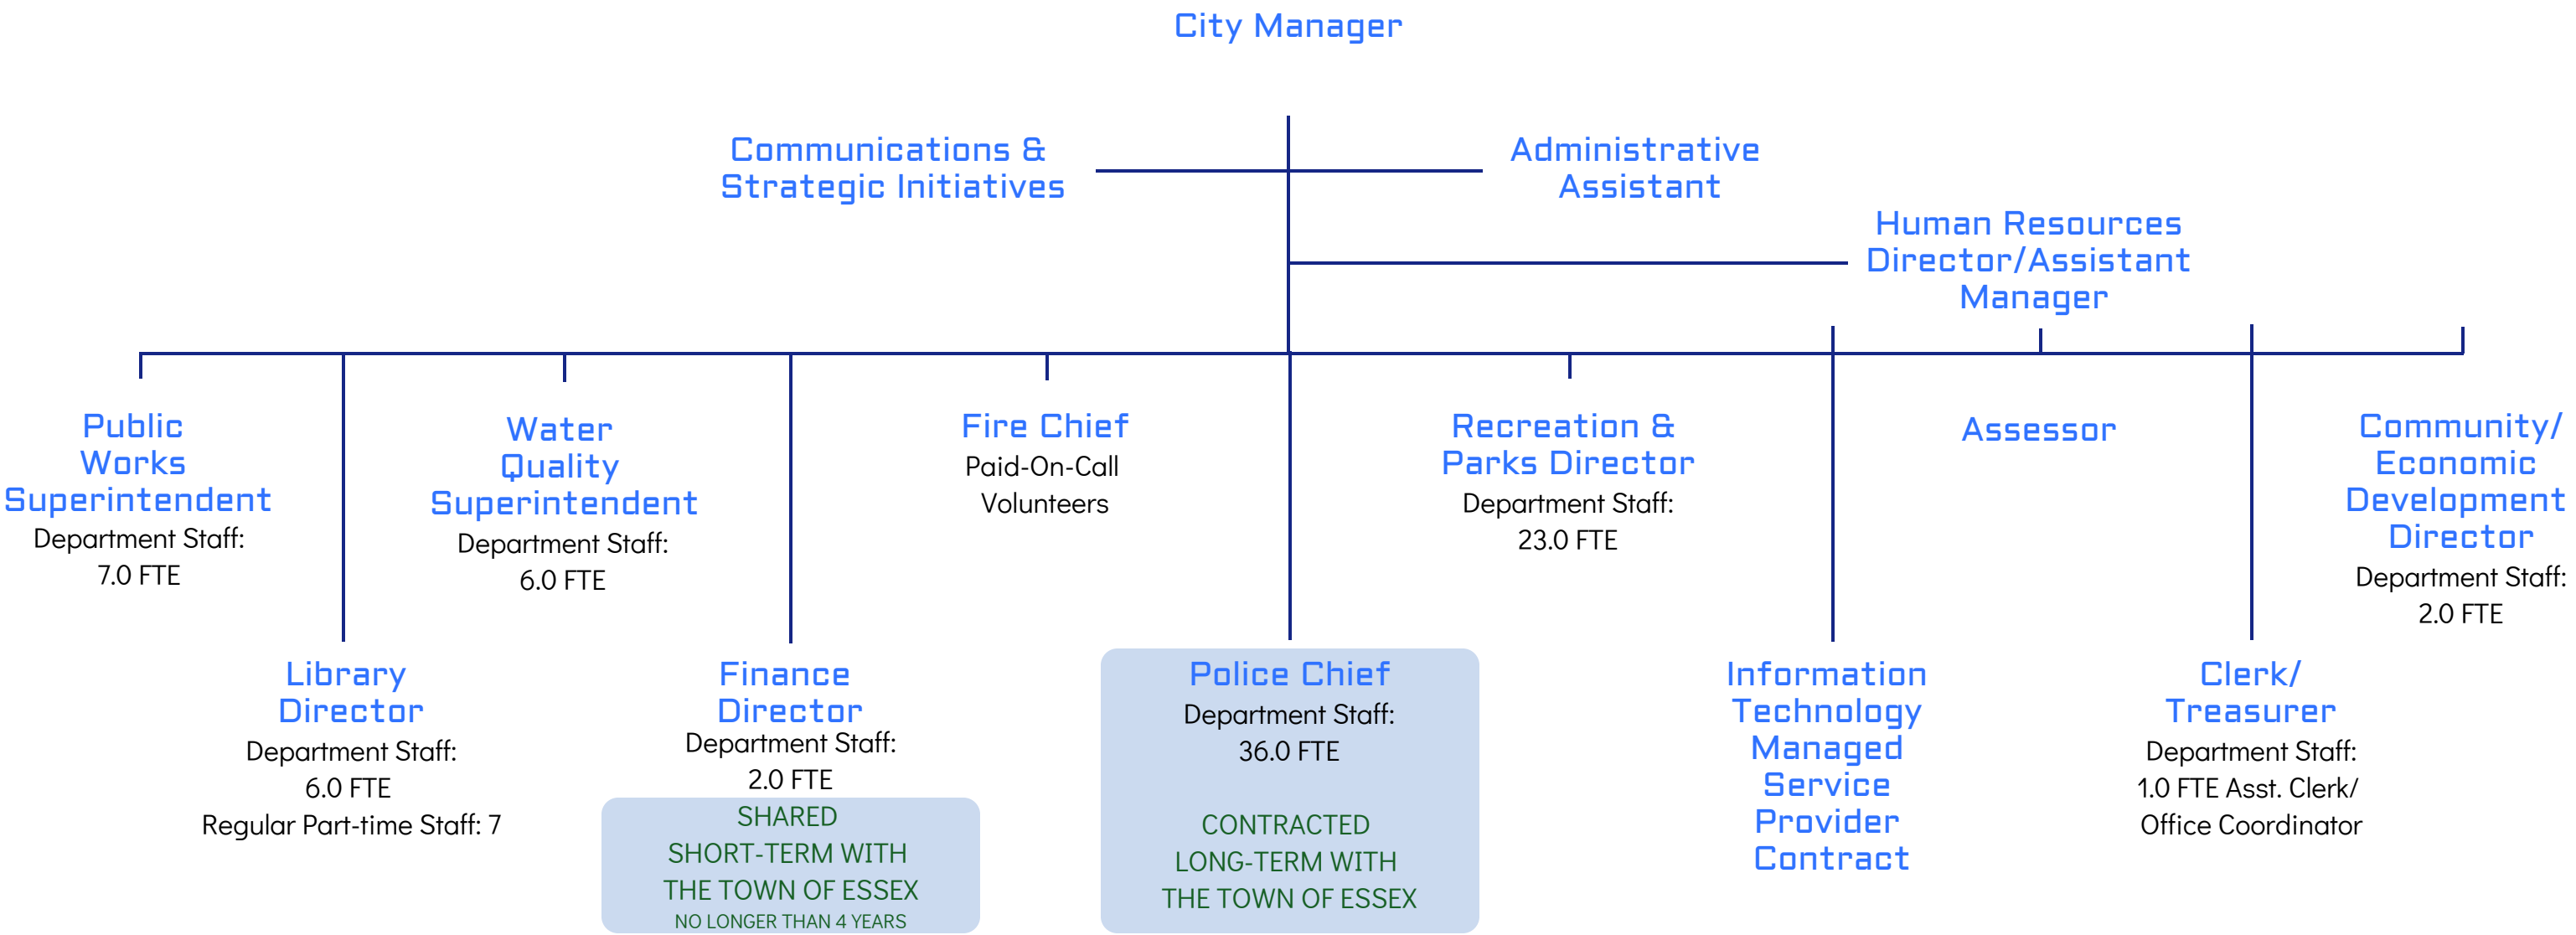 City Manager
Communications &
Strategic Initiatives
Administrative
Assistant
Human Resources
Director/Assistant
Manager
Public
Works
Superintendent
Department Staff:
7.0 FTE
Water
Quality
Superintendent
Department Staff:
6.0 FTE
Fire Chief
Paid-On-Call
Volunteers
Recreation &
Parks Director
Department Staff:
23.0 FTE
Assessor
Community/
Economic
Development
Director
Department Staff:
2.0 FTE
Library
Director
Department Staff:
6.0 FTE
Regular Part-time Staff: 7
Finance
Director
Department Staff:
2.0 FTE
SHARED
SHORT-TERM WITH
THE TOWN OF ESSEX
NO LONGER THAN 4 YEARS
Police Chief
Department Staff:
36.0 FTE
CONTRACTED
LONG-TERM WITH
THE TOWN OF ESSEX
Information
Technology
Managed
Service
Provider
Contract
Clerk/
Treasurer
Department Staff:
1.0 FTE Asst. Clerk/
Office Coordinator